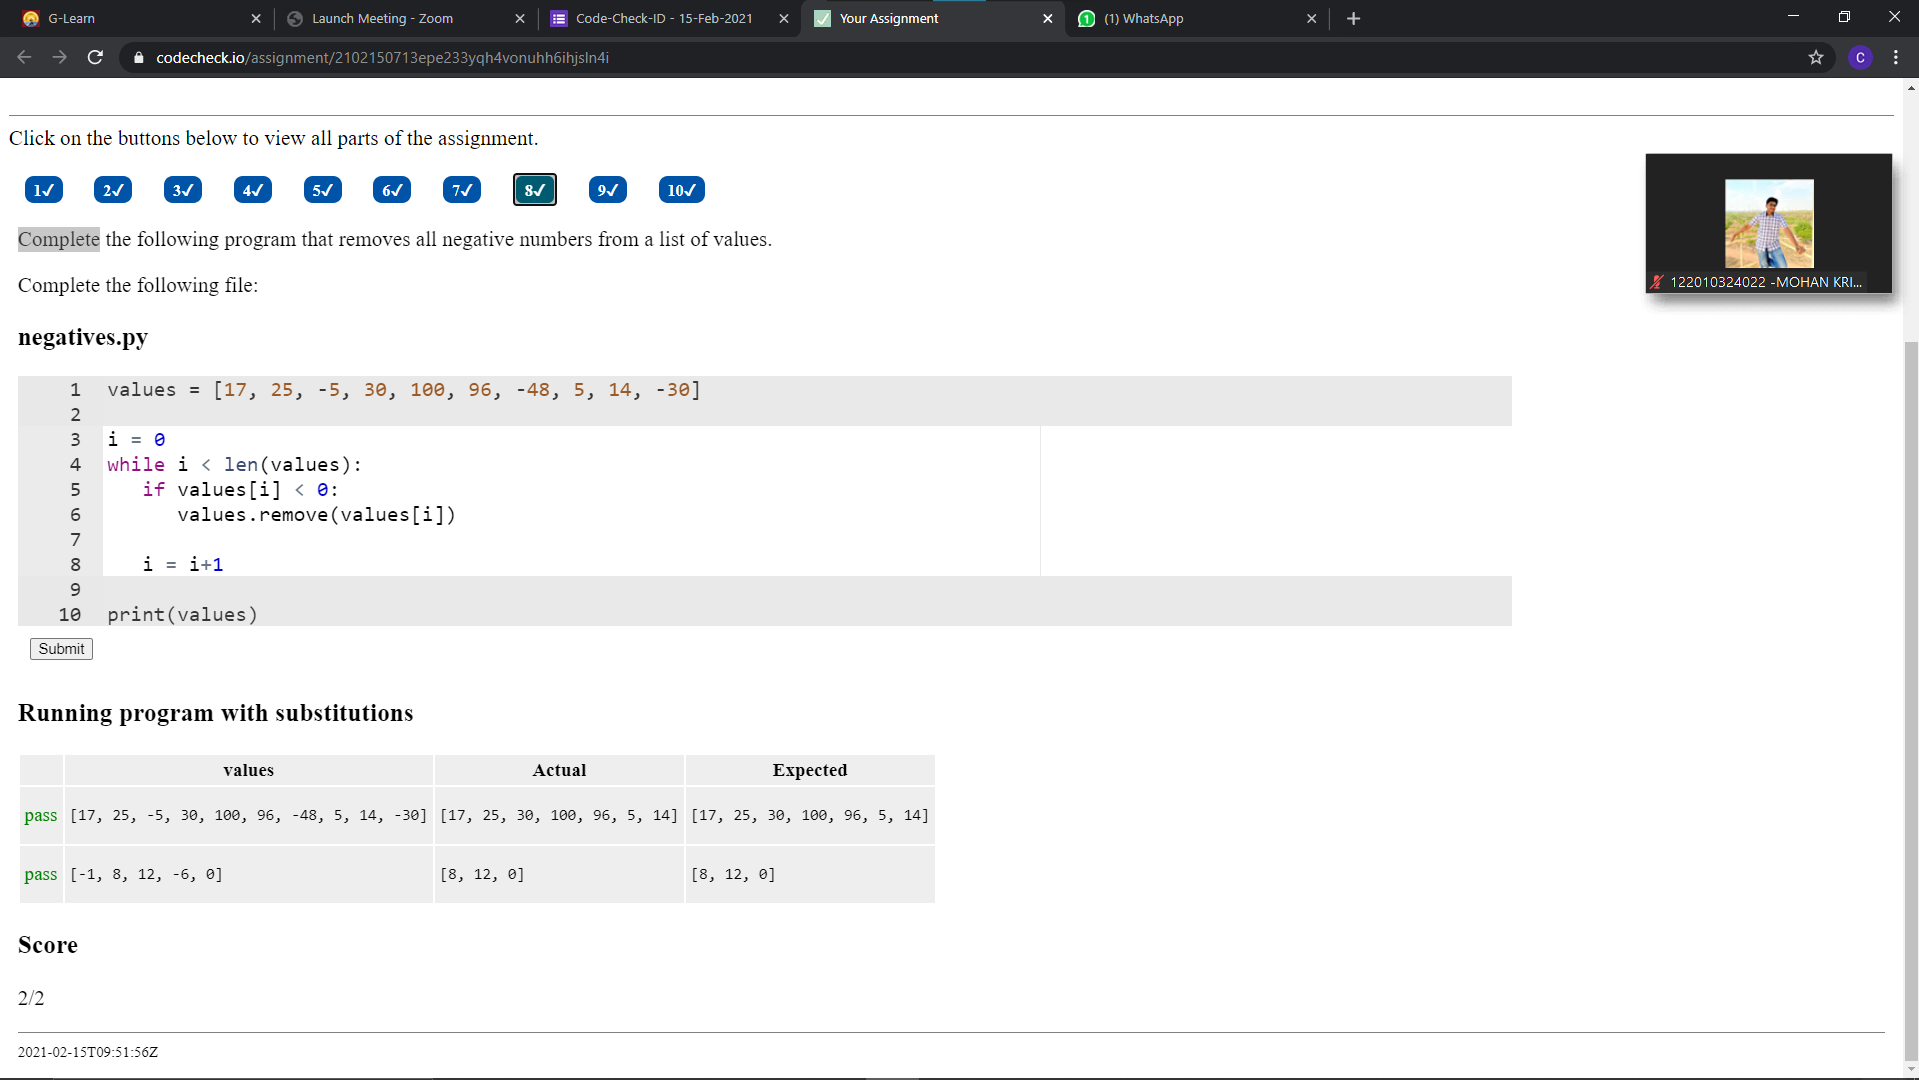 G-Learn
Launch Meeting - Zoom
Code-Check-ID - 15-Feb-2021
Your Assignment
(1) WhatsApp
codecheck.io/assignment/2102150713epe233yqh4vonuhh6ihjsln4i
C
Click on the buttons below to view all parts of the assignment.
1✓ 2✓ 3✓ 4✓ 5✓ 6✓ 7✓ 8✓ 9✓ 10✓
Complete the following program that removes all negative numbers from a list of values.
122010324022 -MOHAN KRI...
Complete the following file:
negatives.py
1 values = [17, 25, -5, 30, 100, 96, -48, 5, 14, -30]
2
3 i = 0
4 while i < len(values):
5    if values[i] < 0:
6       values.remove(values[i])
7
8    i = i+1
9
10 print(values)
Submit
Running program with substitutions
values Actual Expected
pass [17, 25, -5, 30, 100, 96, -48, 5, 14, -30] [17, 25, 30, 100, 96, 5, 14] [17, 25, 30, 100, 96, 5, 14]
pass [-1, 8, 12, -6, 0] [8, 12, 0] [8, 12, 0]
Score
2/2
2021-02-15T09:51:56Z